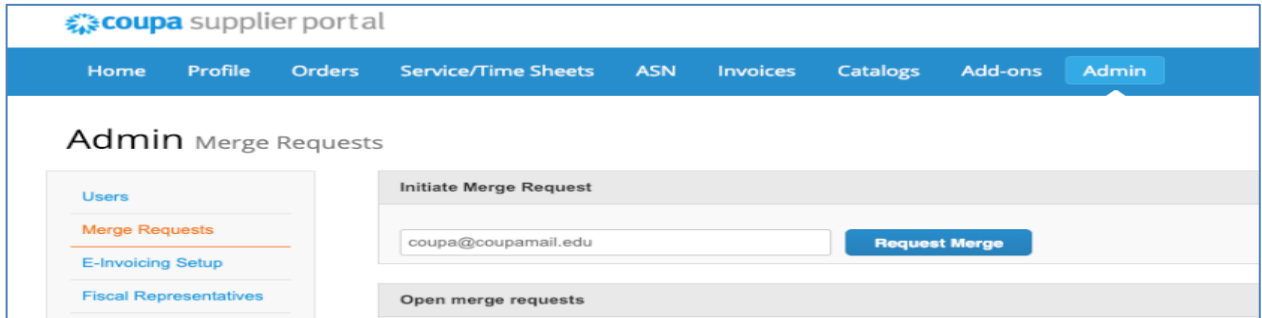 coupa supplier portal
Home Profile Orders Service/Time Sheets ASN Invoices Catalogs Add-ons Admin
Admin Merge Requests
Users
Merge Requests
E-Invoicing Setup
Fiscal Representatives
Initiate Merge Request
coupa@coupamail.edu Request Merge
Open merge requests